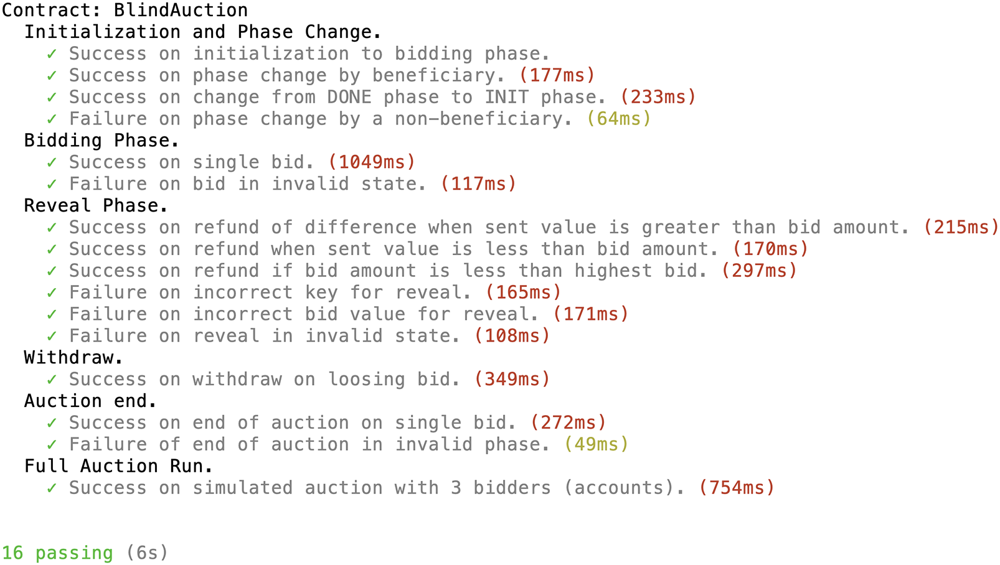 Contract: BlindAuction
Initialization and Phase Change.
✓ Success on initialization to bidding phase.
✓ Success on phase change by beneficiary. (177ms)
✓ Success on change from DONE phase to INIT phase. (233ms)
✓ Failure on phase change by a non-beneficiary. (64ms)
Bidding Phase.
✓ Success on single bid. (1049ms)
✓ Failure on bid in invalid state. (117ms)
Reveal Phase.
✓ Success on refund of difference when sent value is greater than bid amount. (215ms)
✓ Success on refund when sent value is less than bid amount. (170ms)
✓ Success on refund if bid amount is less than highest bid. (297ms)
✓ Failure on incorrect key for reveal. (165ms)
✓ Failure on incorrect bid value for reveal. (171ms)
✓ Failure on reveal in invalid state. (108ms)
Withdraw.
✓ Success on withdraw on loosing bid. (349ms)
Auction end.
✓ Success on end of auction on single bid. (272ms)
✓ Failure of end of auction in invalid phase. (49ms)
Full Auction Run.
✓ Success on simulated auction with 3 bidders (accounts). (754ms)
16 passing (6s)